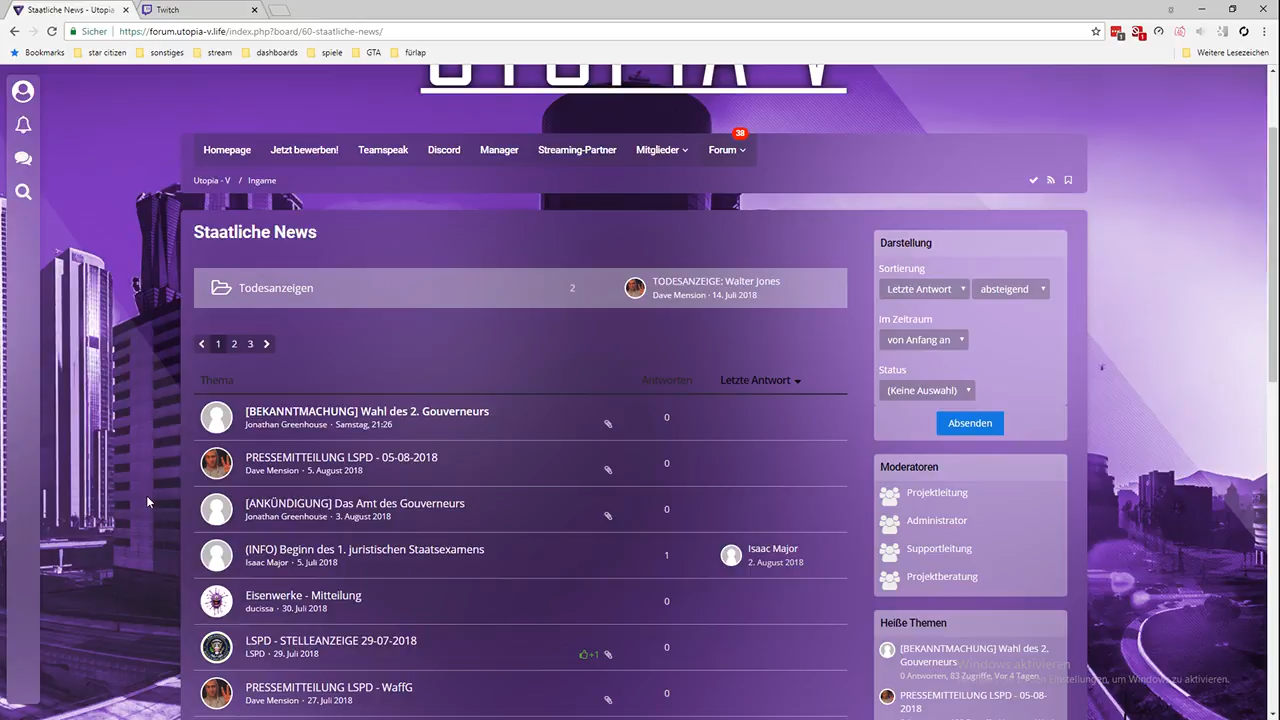 Staatliche News - Utopia
Twitch
Sicher
https://forum.utopia-v.life/index.php?board/60-staatliche-news/
Bookmarks star citizen sonstiges stream dashboards spiele GTA fürlap Weitere Lesezeichen
UTOPIA-V
38
Homepage Jetzt bewerben! Teamspeak Discord Manager Streaming-Partner Mitglieder Forum
Utopia - V / Ingame
Staatliche News
Todesanzeigen 2 TODESANZEIGE: Walter Jones
Dave Mension · 14. Juli 2018
1 2 3
Thema Antworten Letzte Antwort
[BEKANNTMACHUNG] Wahl des 2. Gouverneurs 0
Jonathan Greenhouse · Samstag, 21:26
PRESSEMITTEILUNG LSPD - 05-08-2018 0
Dave Mension · 5. August 2018
[ANKÜNDIGUNG] Das Amt des Gouverneurs 0
Jonathan Greenhouse · 3. August 2018
(INFO) Beginn des 1. juristischen Staatsexamens 1 Isaac Major
Isaac Major · 5. Juli 2018 2. August 2018
Eisenwerke - Mitteilung 0
ducissa · 30. Juli 2018
LSPD - STELLEANZEIGE 29-07-2018 0
LSPD · 29. Juli 2018 +1
PRESSEMITTEILUNG LSPD - WaffG 0
Dave Mension · 27. Juli 2018
Darstellung
Sortierung
Letzte Antwort absteigend
Im Zeitraum
von Anfang an
Status
(Keine Auswahl)
Absenden
Moderatoren
Projektleitung
Administrator
Supportleitung
Projektberatung
Heiße Themen
[BEKANNTMACHUNG] Wahl des 2.
Gouverneurs
0 Antworten, 83 Zugriffe, Vor 4 Tagen
PRESSEMITTEILUNG LSPD - 05-08-
2018
Windows aktivieren
Einstellungen, um Windows zu aktivieren.